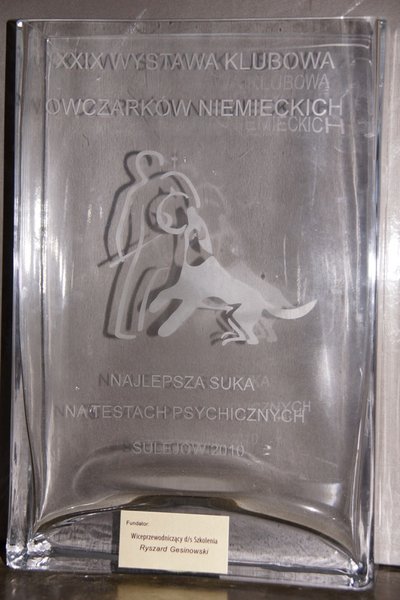 XXIX WYSTAWA KLUBOWA
OWCZARKÓW NIEMIECKICH
NAJLEPSZA SUKA
NA TESTACH PSYCHICZNYCH
SULEJÓW 2010
Fundator:
Wiceprzewodniczący d/s Szkolenia
Ryszard Gesinowski